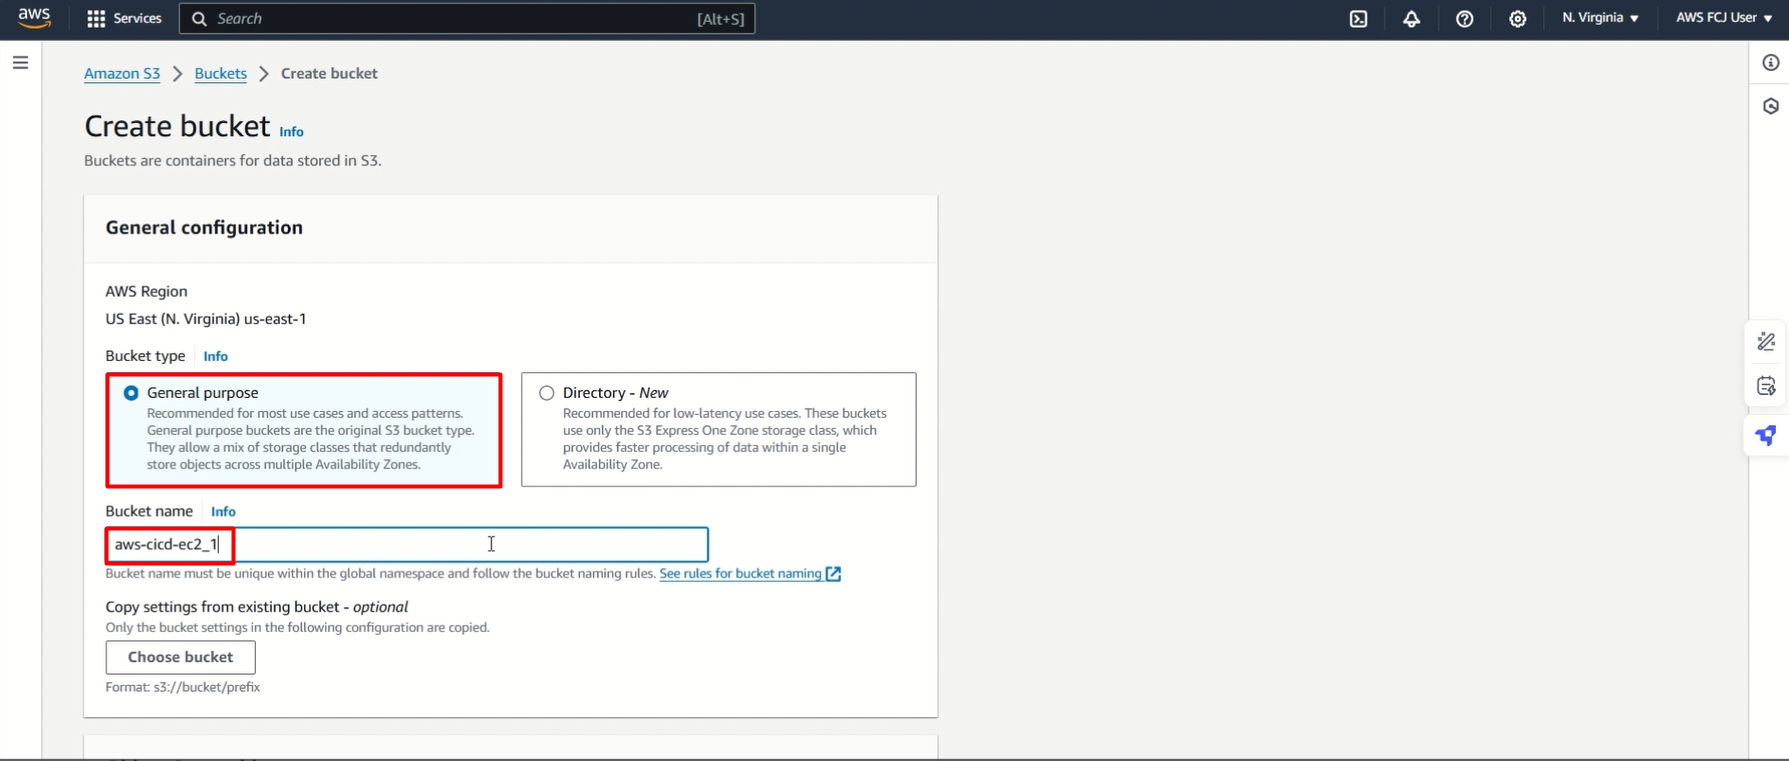 aws
Services
Search
[Alt+S]
N. Virginia
AWS FCJ User
Amazon S3
Buckets
Create bucket
Create bucket
Info
Buckets are containers for data stored in S3.
General configuration
AWS Region
US East (N. Virginia) us-east-1
Bucket type
Info
General purpose
Recommended for most use cases and access patterns.
General purpose buckets are the original S3 bucket type.
They allow a mix of storage classes that redundantly
store objects across multiple Availability Zones.
Directory - New
Recommended for low-latency use cases. These buckets
use only the S3 Express One Zone storage class, which
provides faster processing of data within a single
Availability Zone.
Bucket name
Info
aws-cicd-ec2_1
Bucket name must be unique within the global namespace and follow the bucket naming rules. See rules for bucket naming
Copy settings from existing bucket - optional
Only the bucket settings in the following configuration are copied.
Choose bucket
Format: s3://bucket/prefix